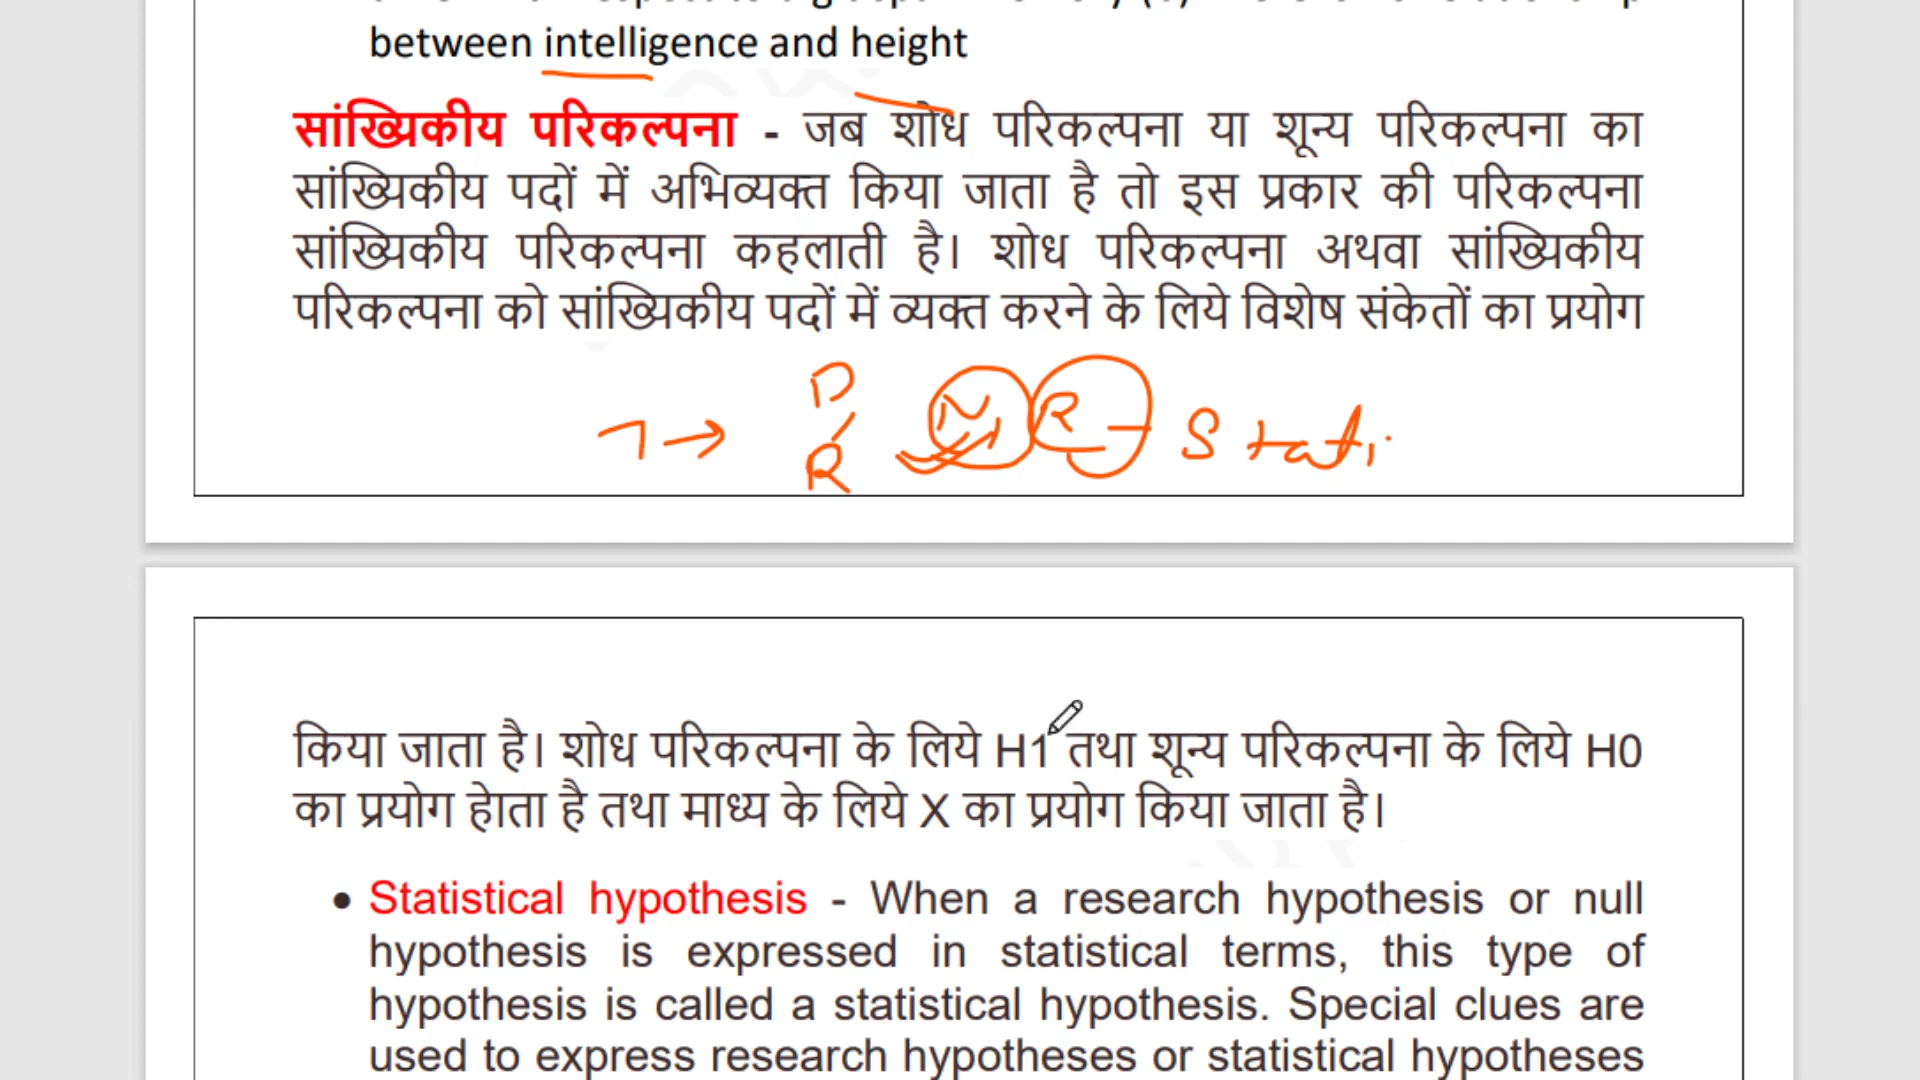 between intelligence and height
सांख्यिकीय परिकल्पना - जब शोध परिकल्पना या शून्य परिकल्पना का
सांख्यिकीय पदों में अभिव्यक्त किया जाता है तो इस प्रकार की परिकल्पना
सांख्यिकीय परिकल्पना कहलाती है। शोध परिकल्पना अथवा सांख्यिकीय
परिकल्पना को सांख्यिकीय पदों में व्यक्त करने के लिये विशेष संकेतों का प्रयोग
D
R
N
R - Stati
किया जाता है। शोध परिकल्पना के लिये H1 तथा शून्य परिकल्पना के लिये H0
का प्रयोग हेाता है तथा माध्य के लिये X का प्रयोग किया जाता है।
• Statistical hypothesis - When a research hypothesis or null
hypothesis is expressed in statistical terms, this type of
hypothesis is called a statistical hypothesis. Special clues are
used to express research hypotheses or statistical hypotheses